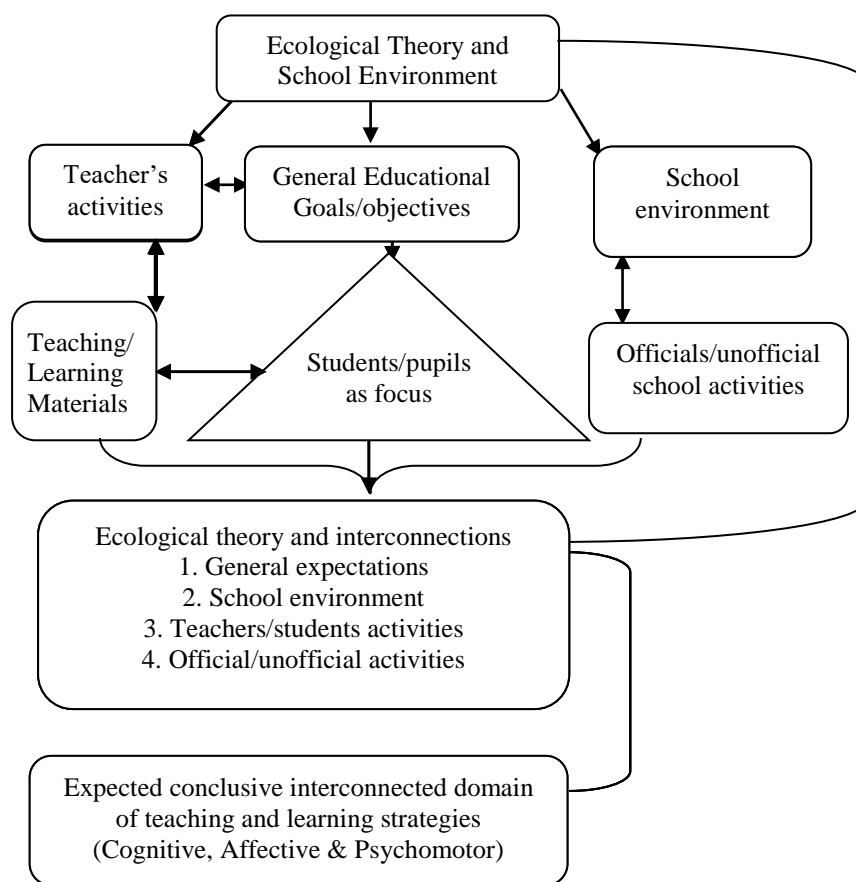 Ecological Theory and
School Environment
Teacher’s
activities
General Educational
Goals/objectives
School
environment
Teaching/
Learning
Materials
Students/pupils
as focus
Officials/unofficial
school activities
Ecological theory and interconnections
1. General expectations
2. School environment
3. Teachers/students activities
4. Official/unofficial activities
Expected conclusive interconnected domain
of teaching and learning strategies
(Cognitive, Affective & Psychomotor)